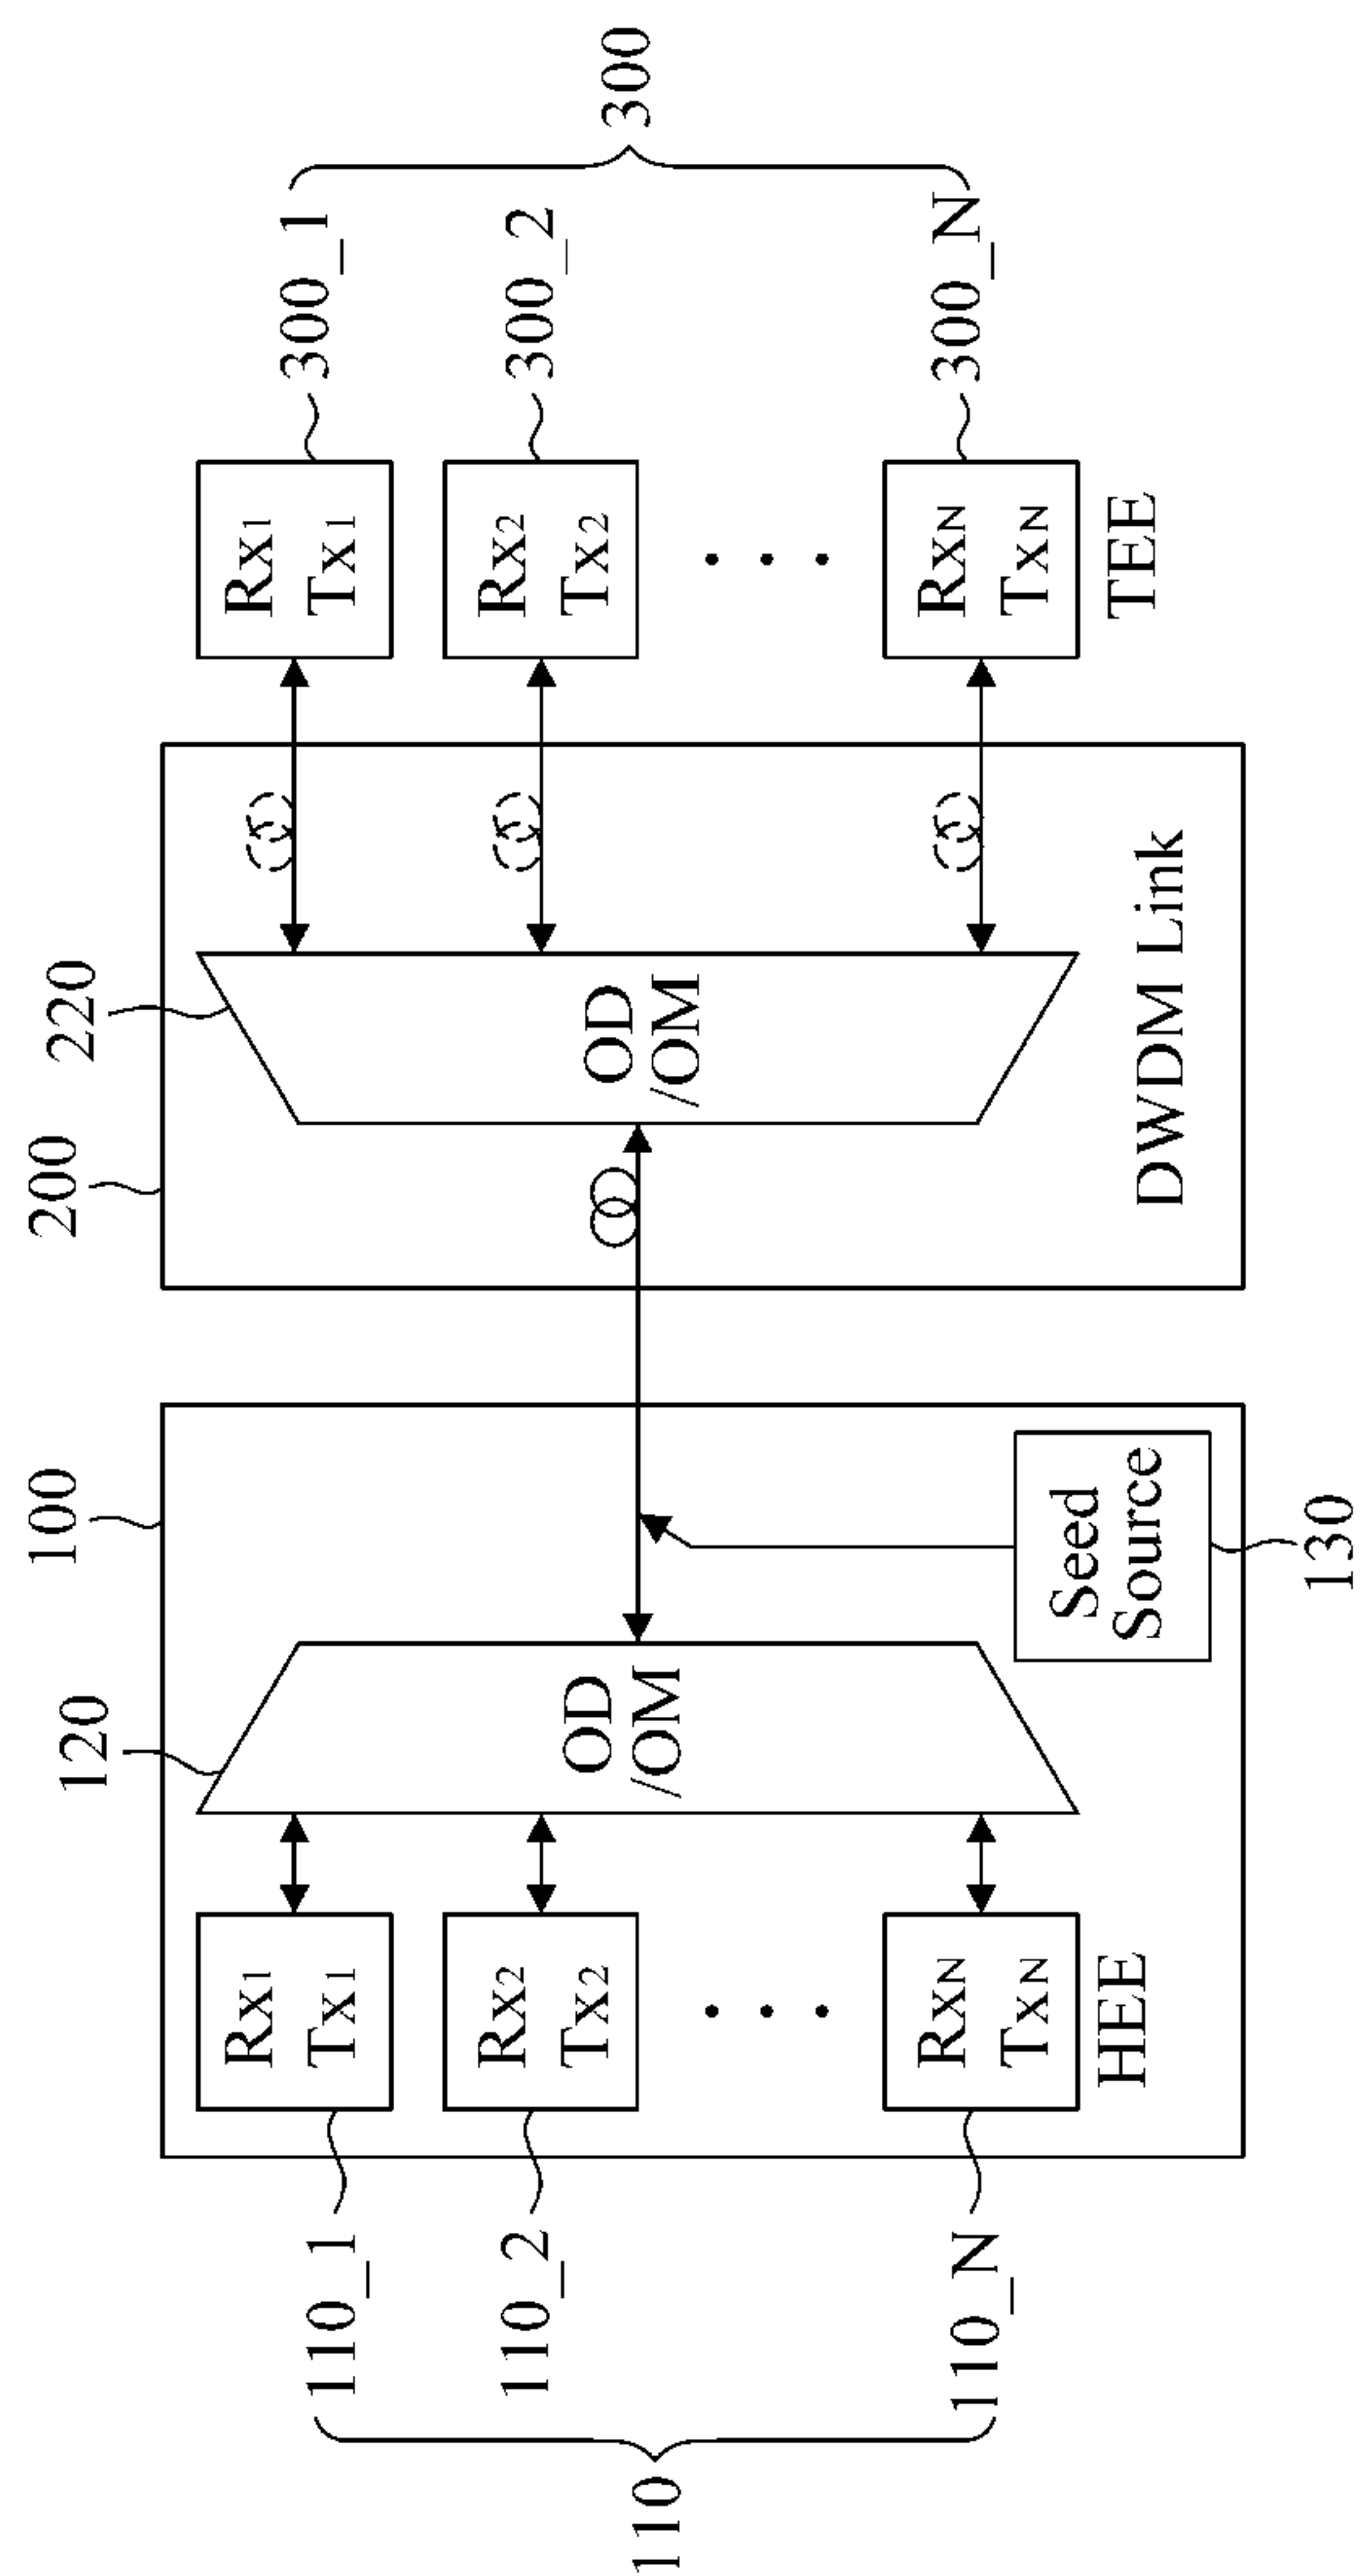 100
200
120
220
110_1
Rx1
Tx1
Rx1
Tx1
300_1
110_2
Rx2
Tx2
Rx2
Tx2
300_2
110
OD
/OM
OD
/OM
300
110_N
RxN
TxN
RxN
TxN
300_N
HEE
Seed
Source
DWDM Link
TEE
130